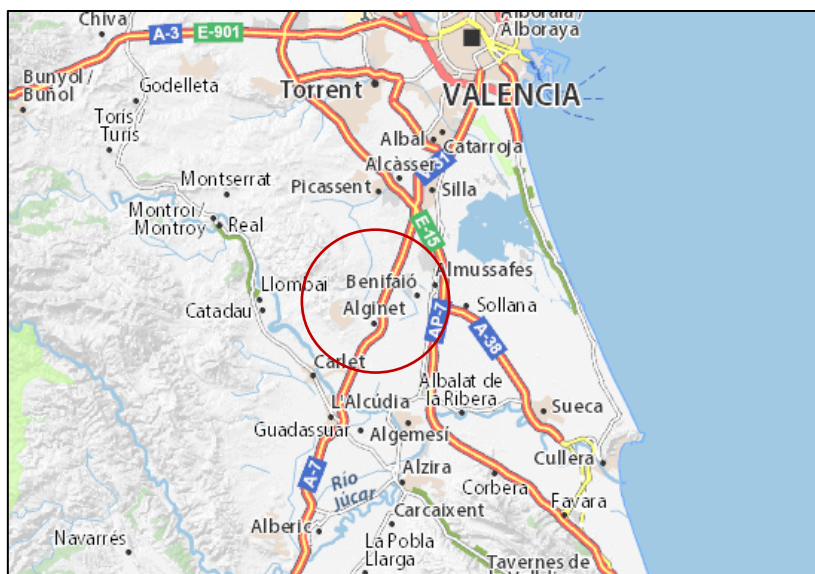 Chiva
A-3
E-901
Alboraia /
Alboraya
Bunyol /
Buñol
Godelleta
Torrent
VALENCIA
Torís
Turís
Albal
Catarroja
Alcàsser
Montserrat
Picassent
Silla
Montroi /
Montroy
Real
E-15
Llombai
Benifaió
Almussafes
Catadau
Alginet
Sollana
AP-7
A-38
Carlet
Albalat de
la Ribera
L'Alcúdia
Sueca
Guadassuar
Algemesí
Cullera
A-7
Río
Júcar
Alzira
Corbera
Favara
Carcaixent
Alberic
Navarrés
La Pobla
Llarga
Tavernes de